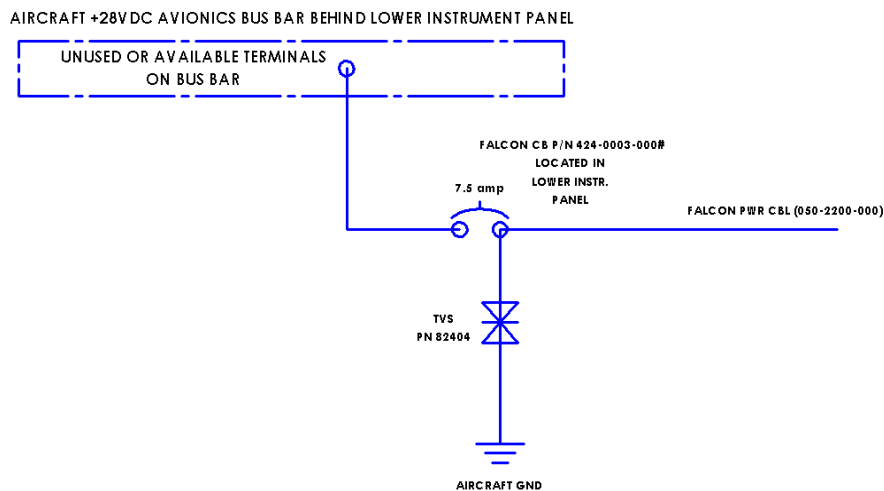 AIRCRAFT +28VDC AVIONICS BUS BAR BEHIND LOWER INSTRUMENT PANEL
UNUSED OR AVAILABLE TERMINALS
ON BUS BAR
FALCON CB P/N 424-0003-000#
LOCATED IN
LOWER INSTR.
PANEL
7.5 amp
FALCON PWR CBL (050-2200-000)
TVS
PN 82404
AIRCRAFT GND